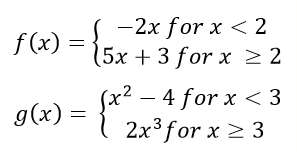 f(x) = { −2x for x < 2
5x + 3 for x ≥ 2
g(x) = { x² − 4 for x < 3
2x³ for x ≥ 3